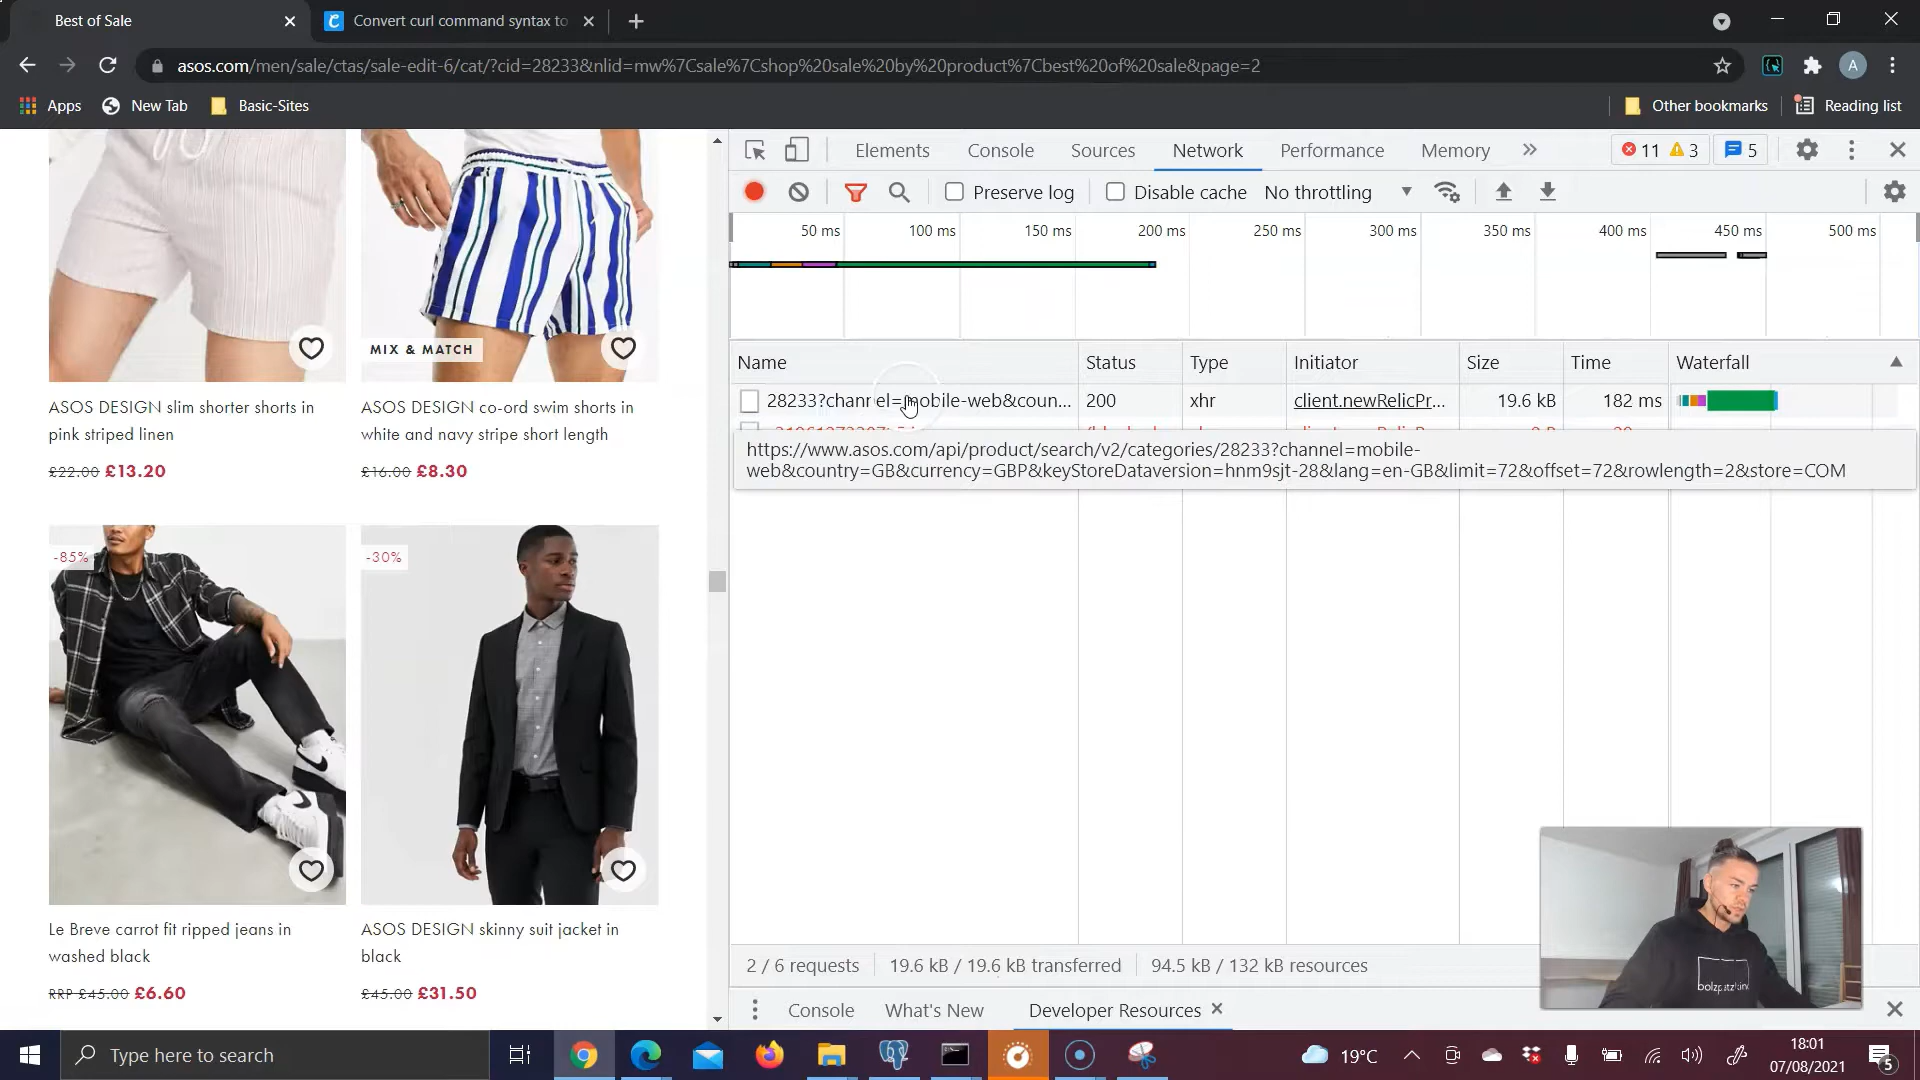 Best of Sale
Convert curl command syntax to
asos.com/men/sale/ctas/sale-edit-6/cat/?cid=28233&nlid=mw%7Csale%7Cshop%20sale%20by%20product%7Cbest%20of%20sale&page=2
A
Apps
New Tab
Basic-Sites
Other bookmarks
Reading list
Elements
Console
Sources
Network
Performance
Memory
11
3
5
Preserve log
Disable cache
No throttling
50 ms
100 ms
150 ms
200 ms
250 ms
300 ms
350 ms
400 ms
450 ms
500 ms
Name
Status
Type
Initiator
Size
Time
Waterfall
28233?channel=mobile-web&coun...
200
xhr
client.newRelicPr...
19.6 kB
182 ms
https://www.asos.com/api/product/search/v2/categories/28233?channel=mobile-
web&country=GB&currency=GBP&keyStoreDataversion=hnm9sjt-28&lang=en-GB&limit=72&offset=72&rowlength=2&store=COM
MIX & MATCH
ASOS DESIGN slim shorter shorts in
pink striped linen
£22.00 £13.20
ASOS DESIGN co-ord swim shorts in
white and navy stripe short length
£16.00 £8.30
-85%
-30%
Le Breve carrot fit ripped jeans in
washed black
RRP £45.00 £6.60
ASOS DESIGN skinny suit jacket in
black
£45.00 £31.50
2 / 6 requests
19.6 kB / 19.6 kB transferred
94.5 kB / 132 kB resources
Console
What's New
Developer Resources
Type here to search
19°C
18:01
07/08/2021
5